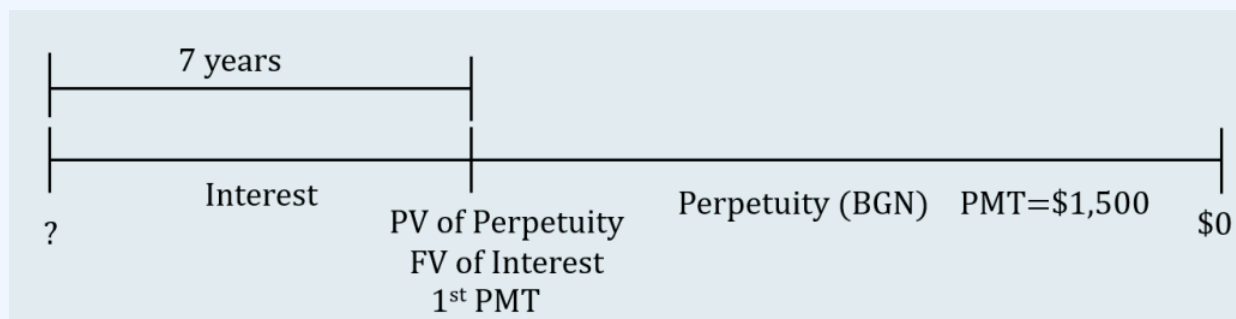 7 years
Interest
?
PV of Perpetuity
FV of Interest
1st PMT
Perpetuity (BGN) PMT=$1,500
$0